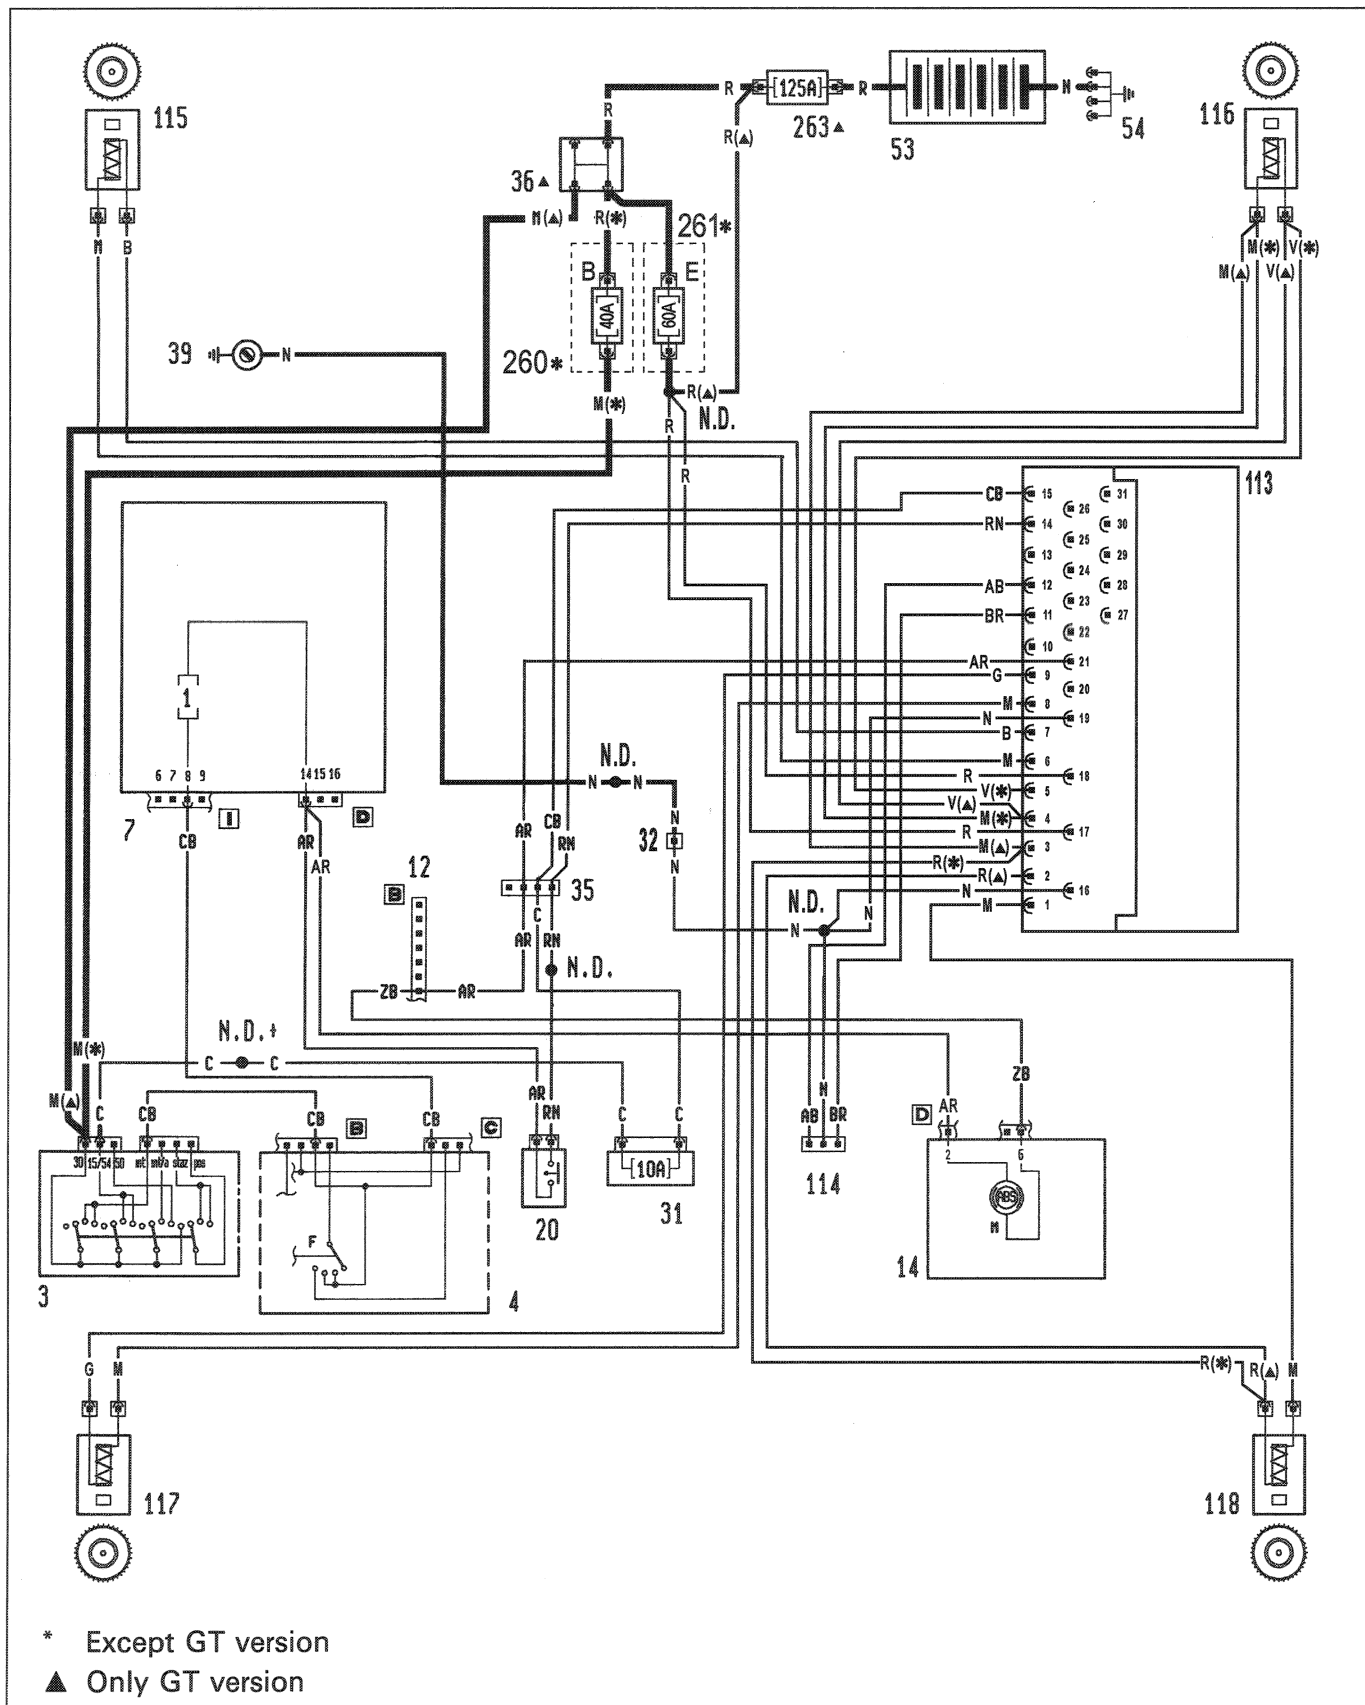 R [125A] R N
115 263▲ 53 54 116
R R(▲)
36▲
M(▲) R(*) 261*
M B M(*) V(*)
M(▲) V(▲)
B E
40A 60A
39 N
260*
M(*) R(▲)
R N.D.
R
113
CB 15 31
26
RN 14 30
25
13 29
24
AB 12 28
23
BR 11 27
22
10
AR 21
G 9
20
M 8
N 19
B 7
M 6
R 18
V(*) 5
V(▲)
M(*) 4
R 17
M(▲) 3
R(*)
R(▲) 2
N 16
M 1
1
6 7 8 9 14 15 16
7 I D
CB AR AR
N.D.
N N
N
32
N
AR CB RN
12 35
B
C
AR RN
N.D.
N N
N.D.
ZB AR
N.D.+
C C
M(*)
M(▲) C CB CB B CB C
AR RN C C
AB N BR
D AR ZB
30 15/54 50 mt mt/a staz pos
2 6
[10A]
ABS
M
F
3 4 20 31 114 14
G M
R(*) R(▲) M
117 118
* Except GT version
▲ Only GT version